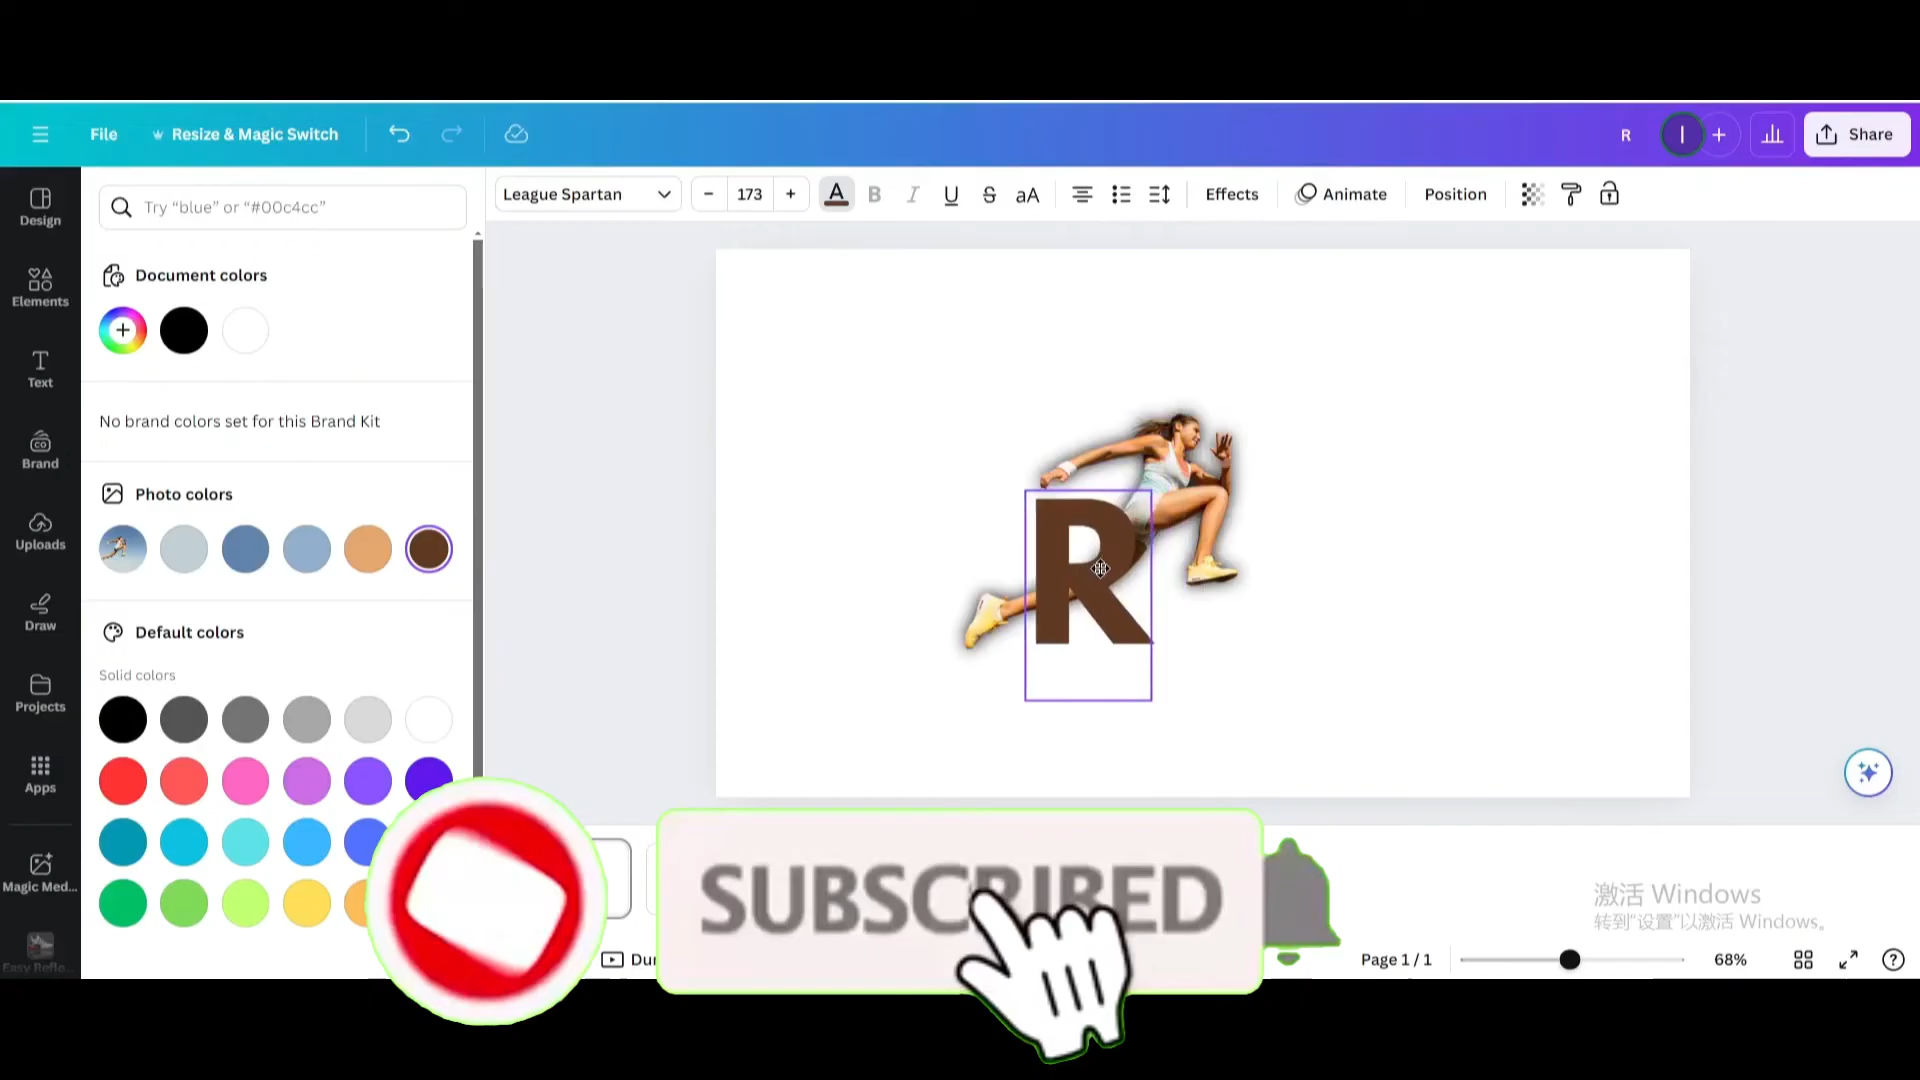 File
Resize & Magic Switch
R
I
Share
Design
Elements
Text
Brand
Uploads
Draw
Projects
Apps
Magic Med...
Easy Refle...
Try “blue” or “#00c4cc”
Document colors
No brand colors set for this Brand Kit
Photo colors
Default colors
Solid colors
League Spartan
173
A
B
I
U
S
aA
Effects
Animate
Position
R
SUBSCRIBED
激活 Windows
转到“设置”以激活 Windows。
Page 1 / 1
68%